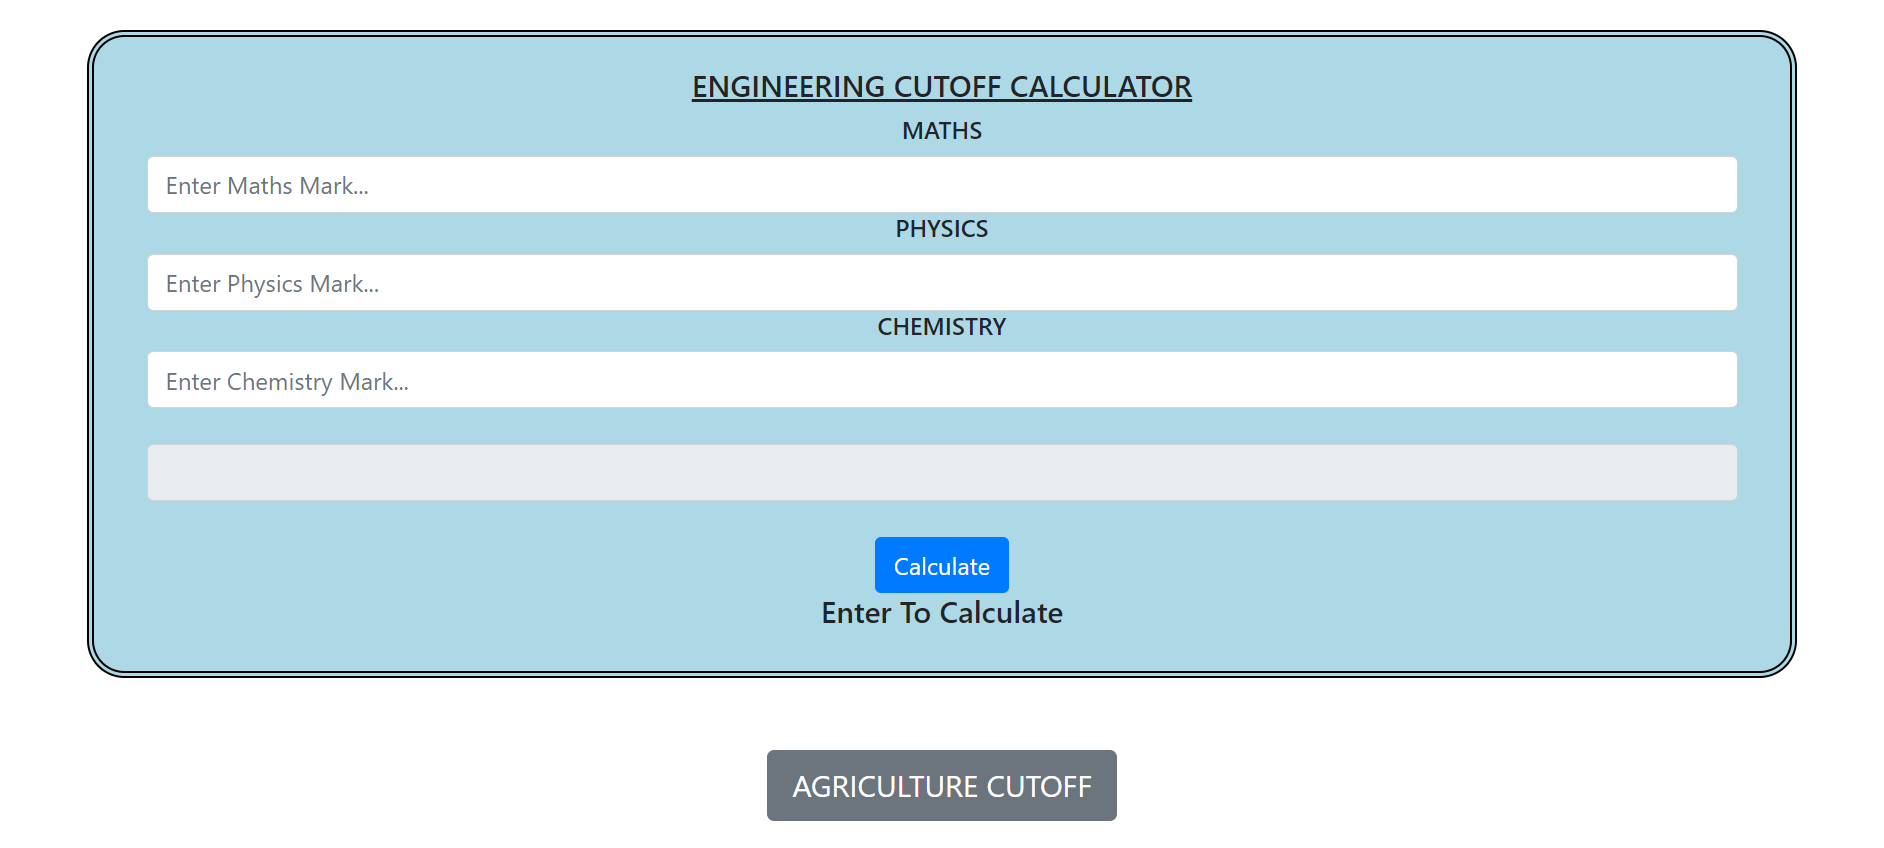 ENGINEERING CUTOFF CALCULATOR
MATHS
Enter Maths Mark...
PHYSICS
Enter Physics Mark...
CHEMISTRY
Enter Chemistry Mark...
Calculate
Enter To Calculate
AGRICULTURE CUTOFF